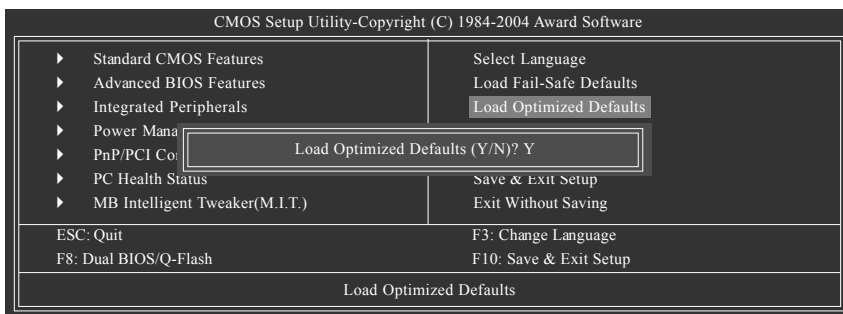 CMOS Setup Utility-Copyright (C) 1984-2004 Award Software
Standard CMOS Features
Select Language
Advanced BIOS Features
Load Fail-Safe Defaults
Integrated Peripherals
Load Optimized Defaults
Power
Load Optimized Defaults (Y/N)? Y
PnP/PCI
PC Health Status
Save & Exit Setup
MB Intelligent Tweaker(M.I.T.)
Exit Without Saving
ESC: Quit
F3: Change Language
F8: Dual BIOS/Q-Flash
F10: Save & Exit Setup
Load Optimized Defaults